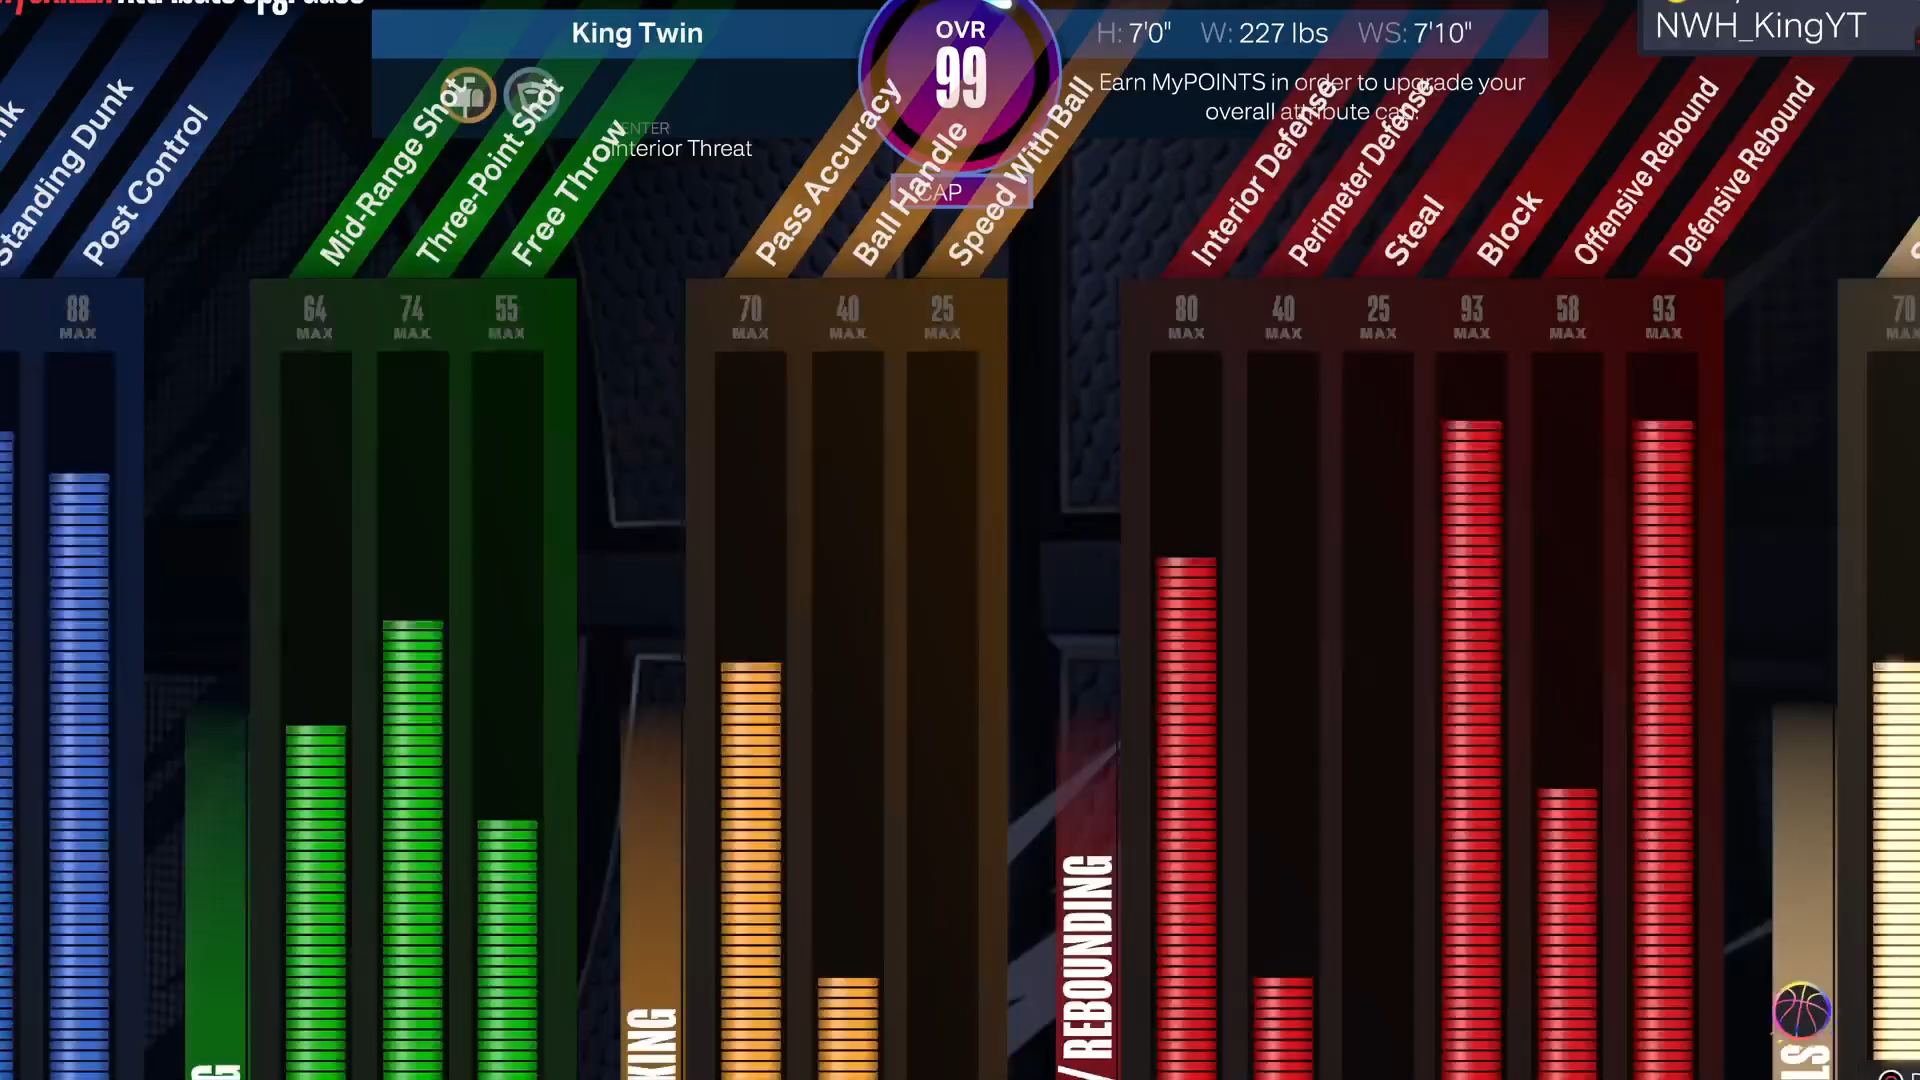 Attribute Upgrades
King Twin
OVR
99
H: 7'0" W: 227 lbs WS: 7'10"
NWH_KingYT
Earn MyPOINTS in order to upgrade your
overall attribute cap.
Interior Threat
CAP
Standing Dunk
Post Control
Mid-Range Shot
Three-Point Shot
Free Throw
Pass Accuracy
Ball Handle
Speed With Ball
Interior Defense
Perimeter Defense
Steal
Block
Offensive Rebound
Defensive Rebound
88 64 74 55 70 40 25 80 40 25 93 58 93 70
MAX MAX MAX MAX MAX MAX MAX MAX MAX MAX MAX MAX MAX MAX
/ REBOUNDING